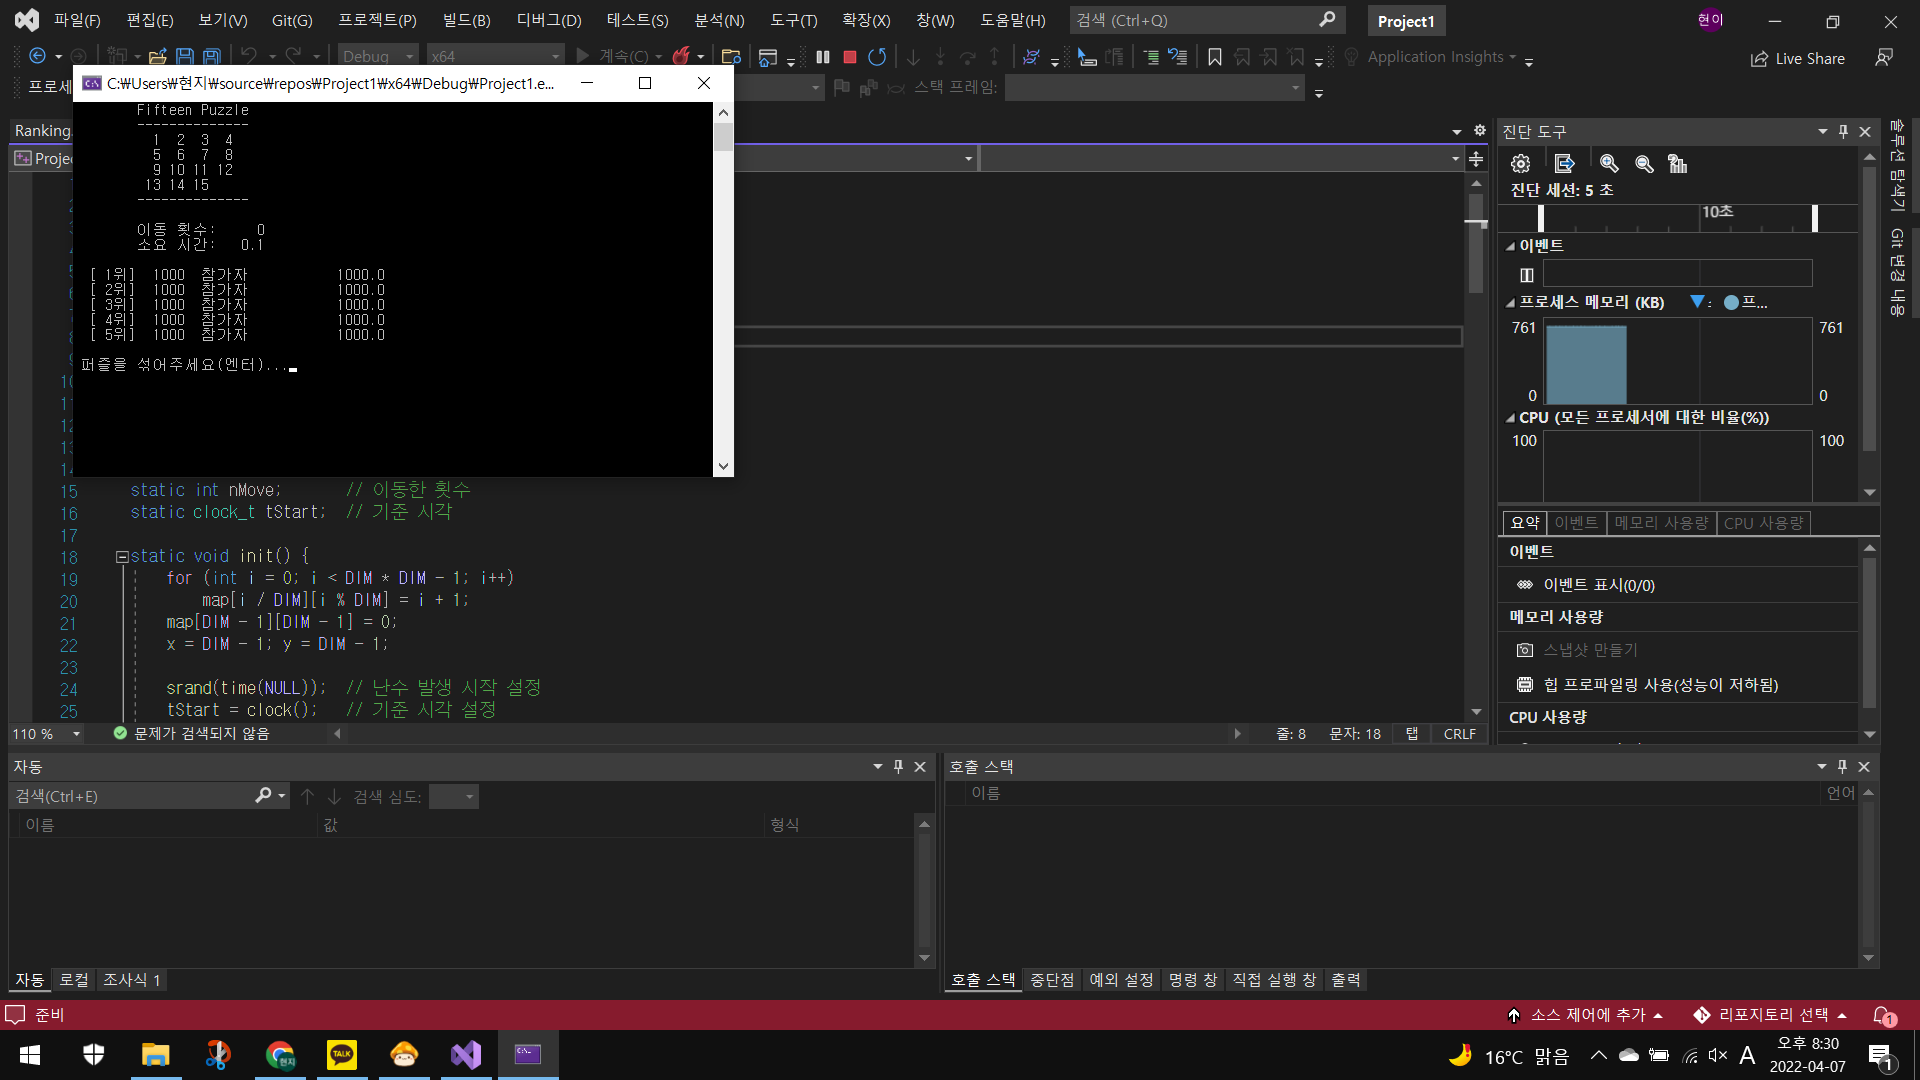 파일(F) 편집(E) 보기(V) Git(G) 프로젝트(P) 빌드(B) 디버그(D) 테스트(S) 분석(N) 도구(T) 확장(X) 창(W) 도움말(H) 검색 (Ctrl+Q) Project1 현이
Debug x64 계속(C) Application Insights Live Share
프로세 스택 프레임:
C:₩Users₩현지₩source₩repos₩Project1₩x64₩Debug₩Project1.e...
Fifteen Puzzle
--------------
1 2 3 4
5 6 7 8
9 10 11 12
13 14 15
--------------
이동 횟수: 0
소요 시간: 0.1
[ 1위] 1000 참가자 1000.0
[ 2위] 1000 참가자 1000.0
[ 3위] 1000 참가자 1000.0
[ 4위] 1000 참가자 1000.0
[ 5위] 1000 참가자 1000.0
퍼즐을 섞어주세요(엔터)...
Ranking.
Projec
15 static int nMove; // 이동한 횟수
16 static clock_t tStart; // 기준 시각
17
18 static void init() {
19 for (int i = 0; i < DIM * DIM - 1; i++)
20 map[i / DIM][i % DIM] = i + 1;
21 map[DIM - 1][DIM - 1] = 0;
22 x = DIM - 1; y = DIM - 1;
23
24 srand(time(NULL)); // 난수 발생 시작 설정
25 tStart = clock(); // 기준 시각 설정
110 % 문제가 검색되지 않음 줄: 8 문자: 18 탭 CRLF
진단 도구
진단 세션: 5 초
10초
이벤트
프로세스 메모리 (KB) : 프...
761 761
0 0
CPU (모든 프로세서에 대한 비율(%))
100 100
요약 이벤트 메모리 사용량 CPU 사용량
이벤트
이벤트 표시(0/0)
메모리 사용량
스냅샷 만들기
힙 프로파일링 사용(성능이 저하됨)
CPU 사용량
솔루션 탐색기
Git 변경 내용
자동
검색(Ctrl+E) 검색 심도:
이름 값 형식
자동 로컬 조사식 1
호출 스택
이름 언어
호출 스택 중단점 예외 설정 명령 창 직접 실행 창 출력
준비 소스 제어에 추가 리포지토리 선택 1
현지 TALK 16°C 맑음 A 오후 8:30
2022-04-07 1